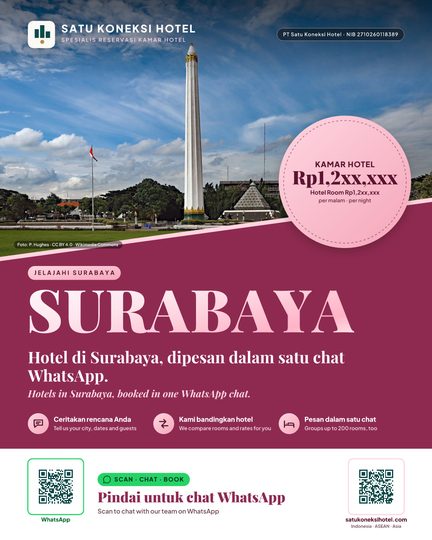 SATU KONEKSI HOTEL
SPESIALIS RESERVASI KAMAR HOTEL
PT Satu Koneksi Hotel · NIB 2710260118389
KAMAR HOTEL
Rp1,2xx,xxx
Hotel Room Rp1,2xx,xxx
per malam · per night
Foto: P. Hughes · CC BY 4.0 · Wikimedia Commons
JELAJAHI SURABAYA
SURABAYA
Hotel di Surabaya, dipesan dalam satu chat
WhatsApp.
Hotels in Surabaya, booked in one WhatsApp chat.
Ceritakan rencana Anda
Tell us your city, dates and guests
Kami bandingkan hotel
We compare rooms and rates for you
Pesan dalam satu chat
Groups up to 200 rooms, too
SCAN · CHAT · BOOK
Pindai untuk chat WhatsApp
Scan to chat with our team on WhatsApp
WhatsApp
satukoneksihotel.com
Indonesia · ASEAN · Asia